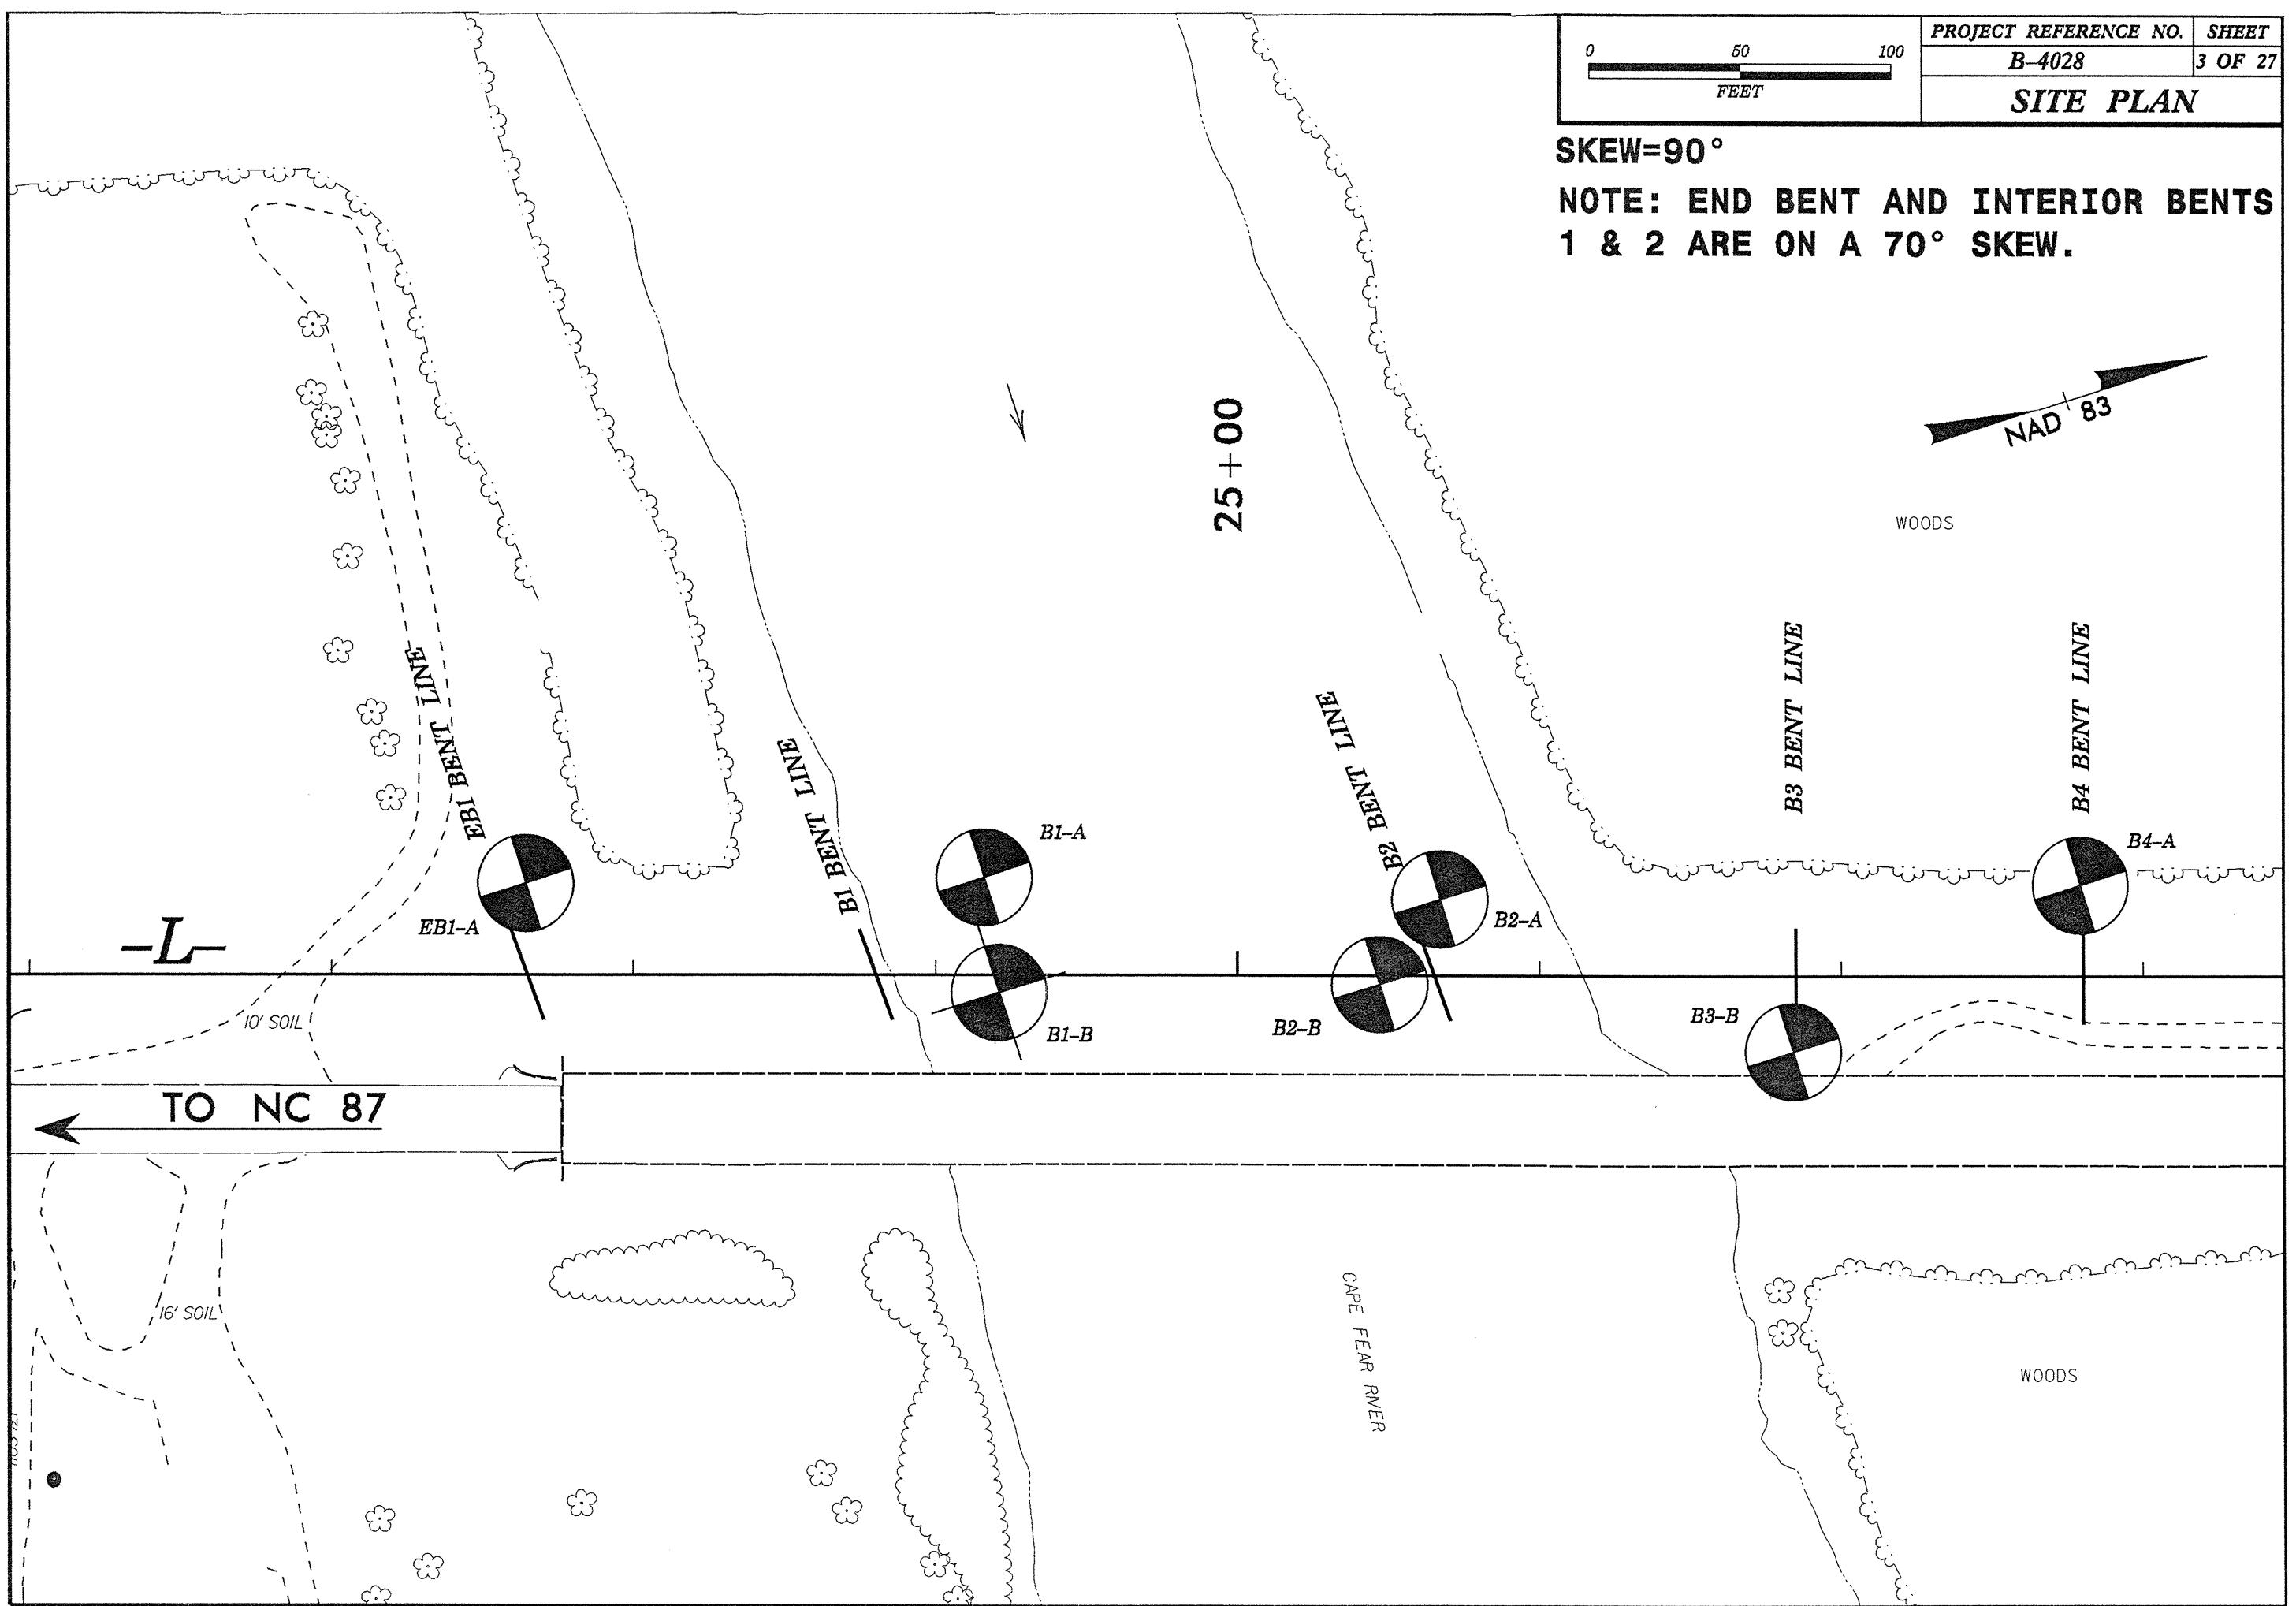 0 50 100
FEET
PROJECT REFERENCE NO. SHEET
B-4028 3 OF 27
SITE PLAN
SKEW=90°
NOTE: END BENT AND INTERIOR BENTS
1 & 2 ARE ON A 70° SKEW.
NAD 83
25+00
WOODS
EB1 BENT LINE
B1 BENT LINE
B2 BENT LINE
B3 BENT LINE
B4 BENT LINE
B1-A
B4-A
EB1-A
B2-A
-L-
10' SOIL
B1-B
B2-B
B3-B
TO NC 87
16' SOIL
CAPE FEAR RIVER
WOODS